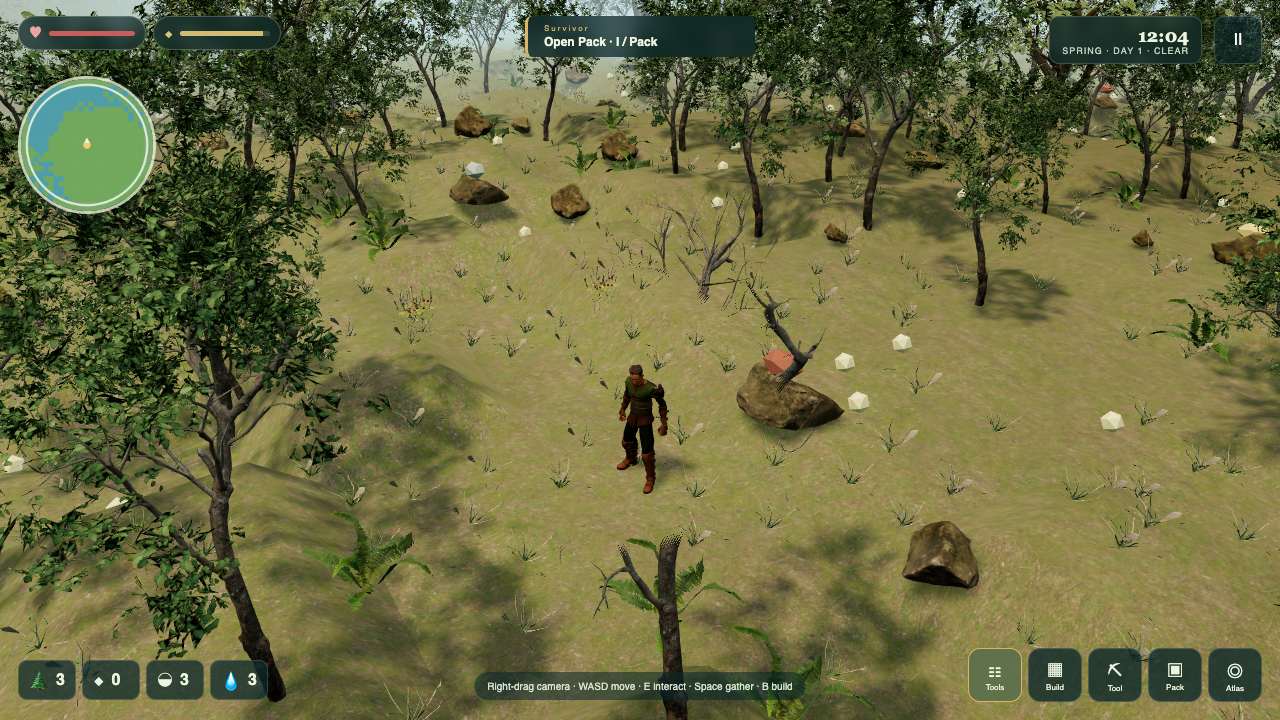 Survivor
Open Pack · I / Pack
12:04
SPRING · DAY 1 · CLEAR
3
0
3
3
Right-drag camera · WASD move · E interact · Space gather · B build
Tools
Build
Tool
Pack
Atlas